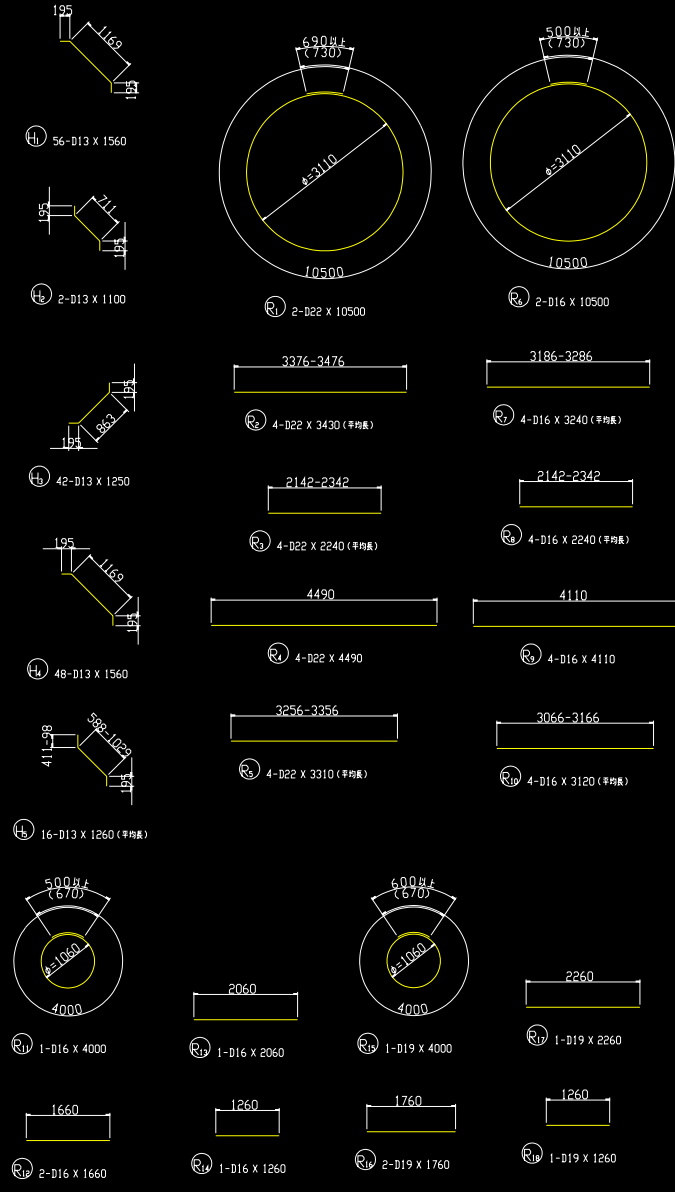 195
1169
195
H1 56-D13 X 1560
690以上
(730)
φ=3110
10500
R1 2-D22 X 10500
500以上
(730)
φ=3110
10500
R6 2-D16 X 10500
711
195
195
H2 2-D13 X 1100
3376-3476
R2 4-D22 X 3430(平均長)
3186-3286
R7 4-D16 X 3240(平均長)
195
863
195
H3 42-D13 X 1250
2142-2342
R3 4-D22 X 2240(平均長)
2142-2342
R8 4-D16 X 2240(平均長)
195
1169
195
H4 48-D13 X 1560
4490
R4 4-D22 X 4490
4110
R9 4-D16 X 4110
588-1029
411-98
195
H5 16-D13 X 1260(平均長)
3256-3356
R5 4-D22 X 3310(平均長)
3066-3166
R10 4-D16 X 3120(平均長)
500以上
(670)
φ=1060
4000
R11 1-D16 X 4000
2060
R13 1-D16 X 2060
600以上
(670)
φ=1060
4000
R15 1-D19 X 4000
2260
R17 1-D19 X 2260
1660
R12 2-D16 X 1660
1260
R14 1-D16 X 1260
1760
R16 2-D19 X 1760
1260
R18 1-D19 X 1260